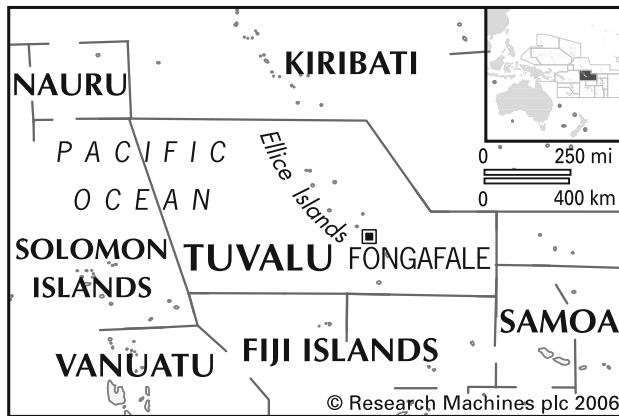 KIRIBATI
NAURU
PACIFIC
OCEAN
Ellice Islands
0 250 mi
0 400 km
SOLOMON
ISLANDS
TUVALU
FONGAFALE
SAMOA
VANUATU
FIJI ISLANDS
© Research Machines plc 2006